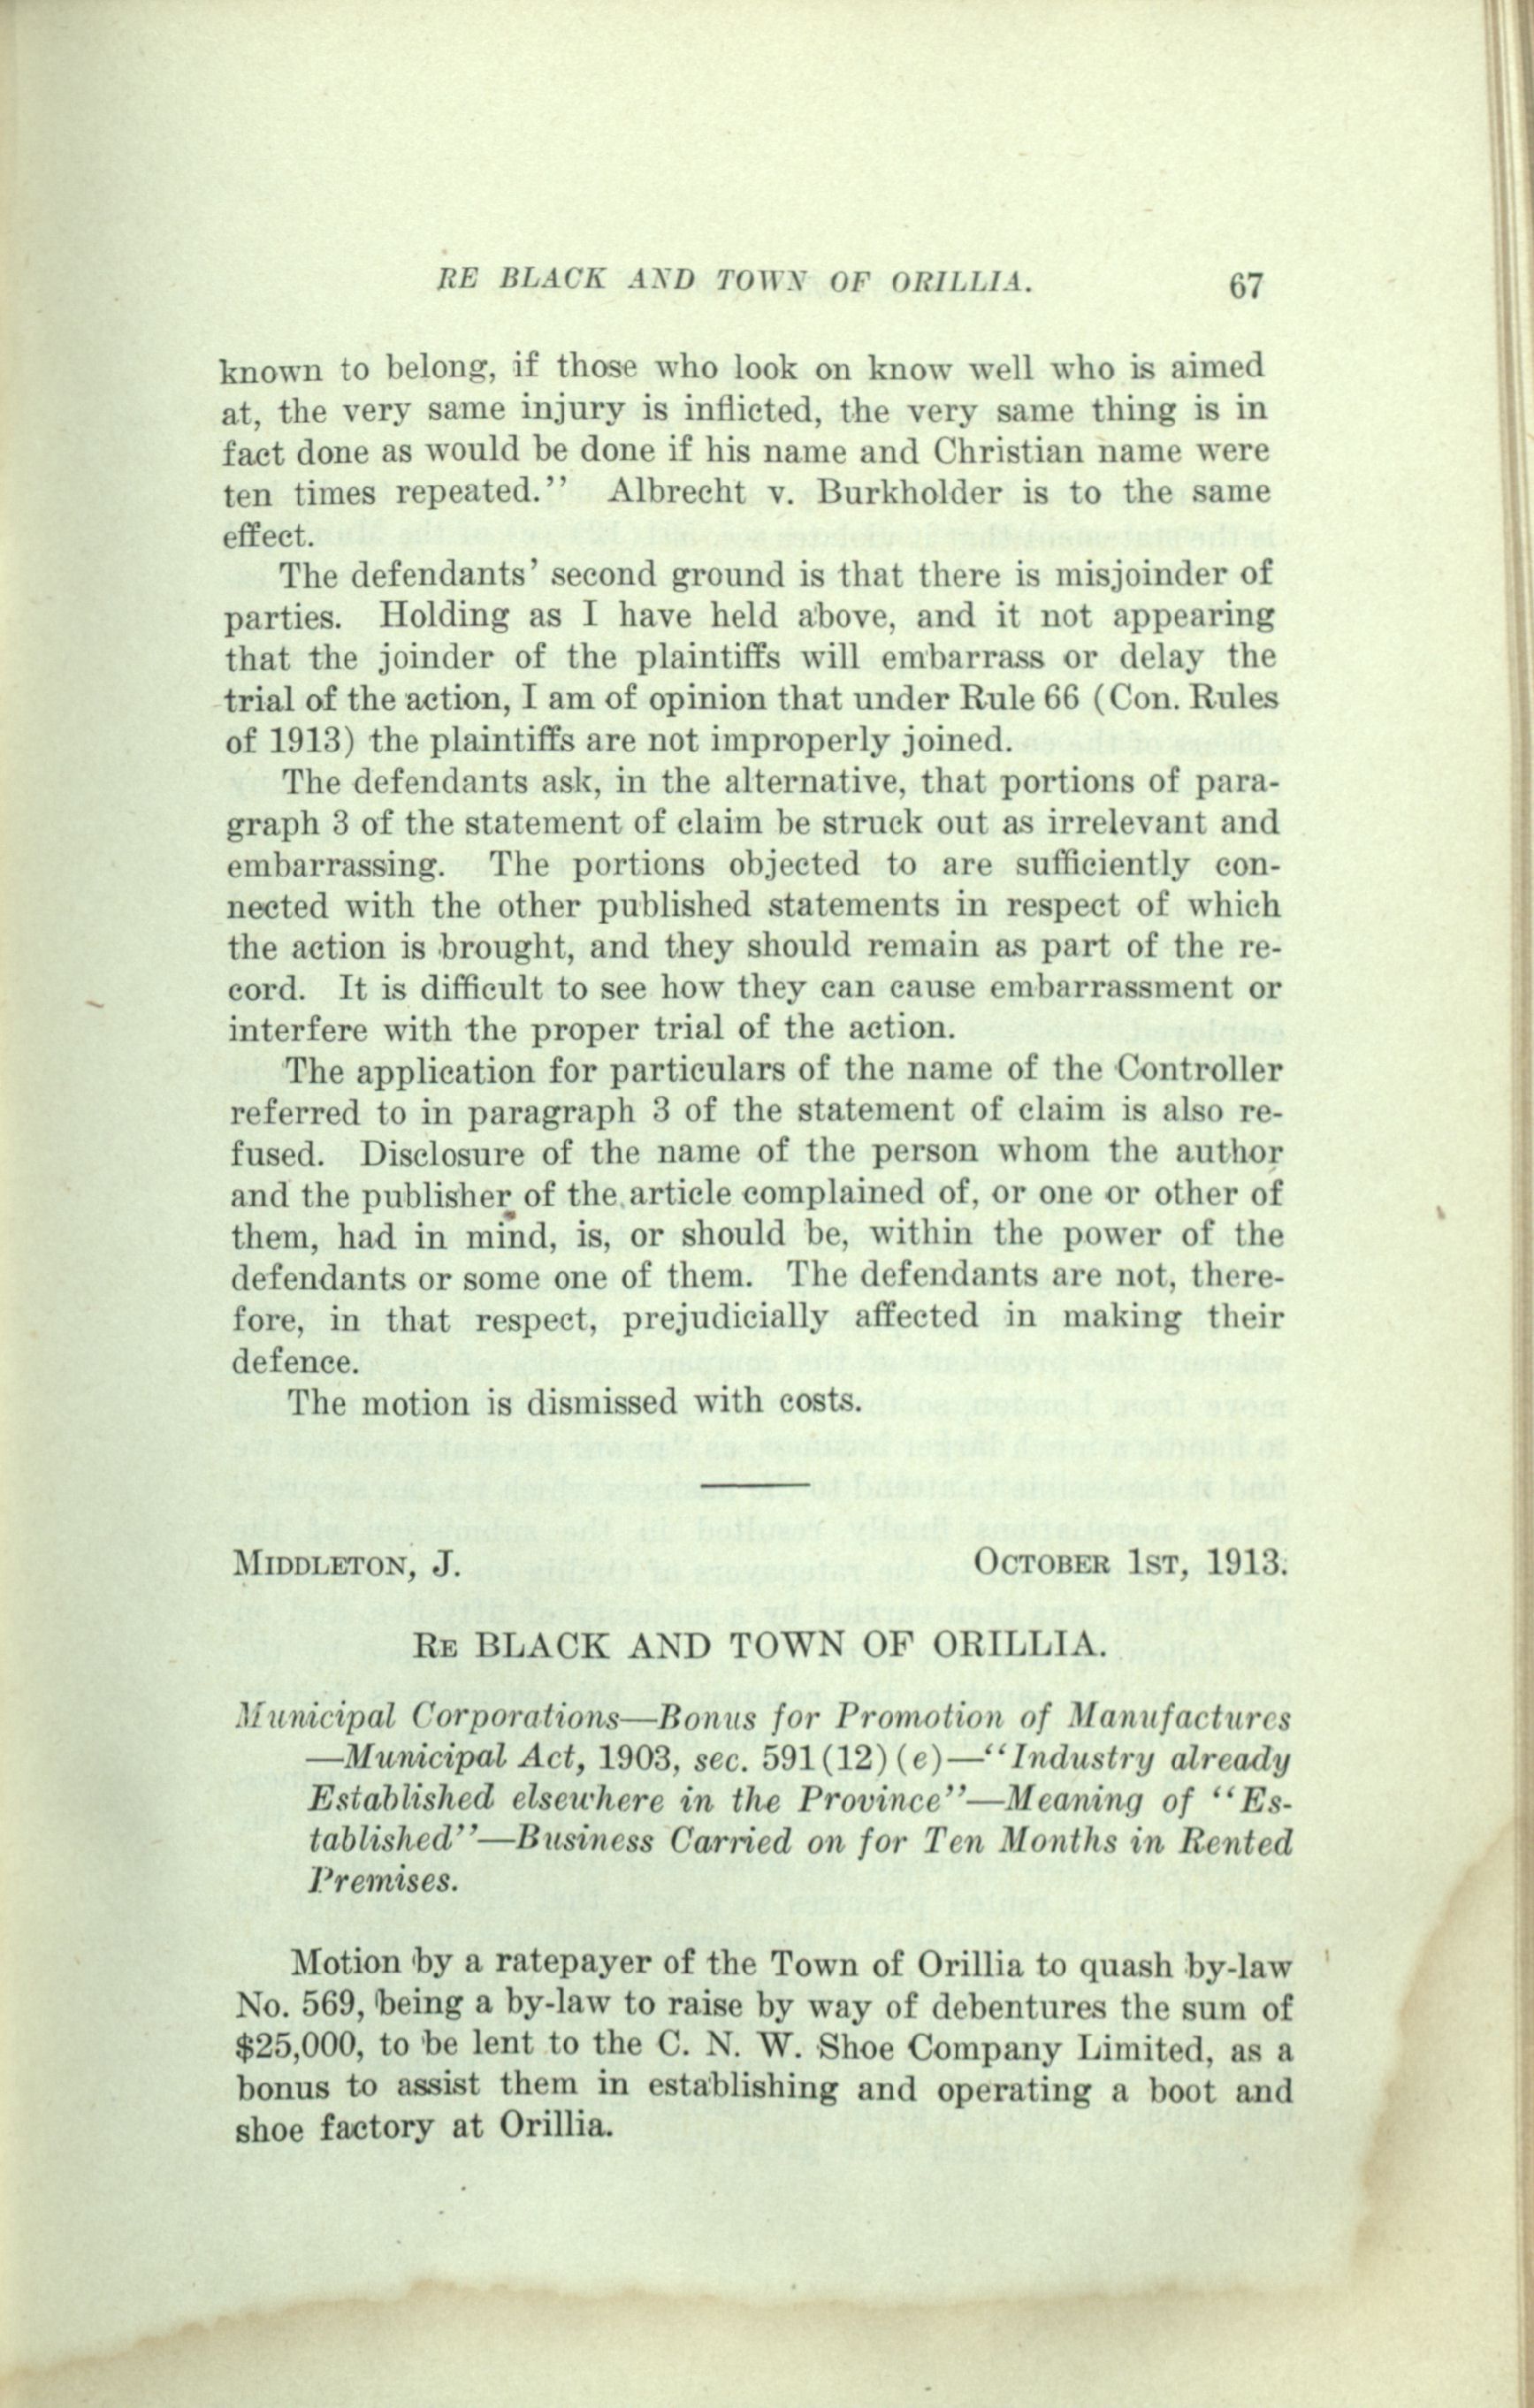 RE BLACK AND TOWN OF ORILLIA. 67
known to belong, if those who look on know well who is aimed
at, the very same injury is inflicted, the very same thing is in
fact done as would be done if his name and Christian name were
ten times repeated.'' Albrecht v. Burkholder is to the same
effect.
The defendants' second ground is that there is misjoinder of
parties. Holding as I have held above, and it not appearing
that the joinder of the plaintiffs will embarrass or delay the
trial of the action, I am of opinion that under Rule 66 (Con. Rules
of 1913) the plaintiffs are not improperly joined.
The defendants ask, in the alternative, that portions of para-
graph 3 of the statement of claim be struck out as irrelevant and
embarrassing. The portions objected to are sufficiently con-
nected with the other published statements in respect of which
the action is brought, and they should remain as part of the re-
cord. It is difficult to see how they can cause embarrassment or
interfere with the proper trial of the action.
The application for particulars of the name of the Controller
referred to in paragraph 3 of the statement of claim is also re-
fused. Disclosure of the name of the person whom the author
and the publisher of the article complained of, or one or other of
them, had in mind, is, or should be, within the power of the
defendants or some one of them. The defendants are not, there-
fore, in that respect, prejudicially affected in making their
defence.
The motion is dismissed with costs.
MIDDLETON, J. OCTOBER 1ST, 1913.
RE BLACK AND TOWN OF ORILLIA.
Municipal Corporations—Bonus for Promotion of Manufactures
—Municipal Act, 1903, sec. 591(12)(e)—''Industry already
Established elsewhere in the Province''—Meaning of ''Es-
tablished''—Business Carried on for Ten Months in Rented
Premises.
Motion by a ratepayer of the Town of Orillia to quash by-law
No. 569, being a by-law to raise by way of debentures the sum of
$25,000, to be lent to the C. N. W. Shoe Company Limited, as a
bonus to assist them in establishing and operating a boot and
shoe factory at Orillia.